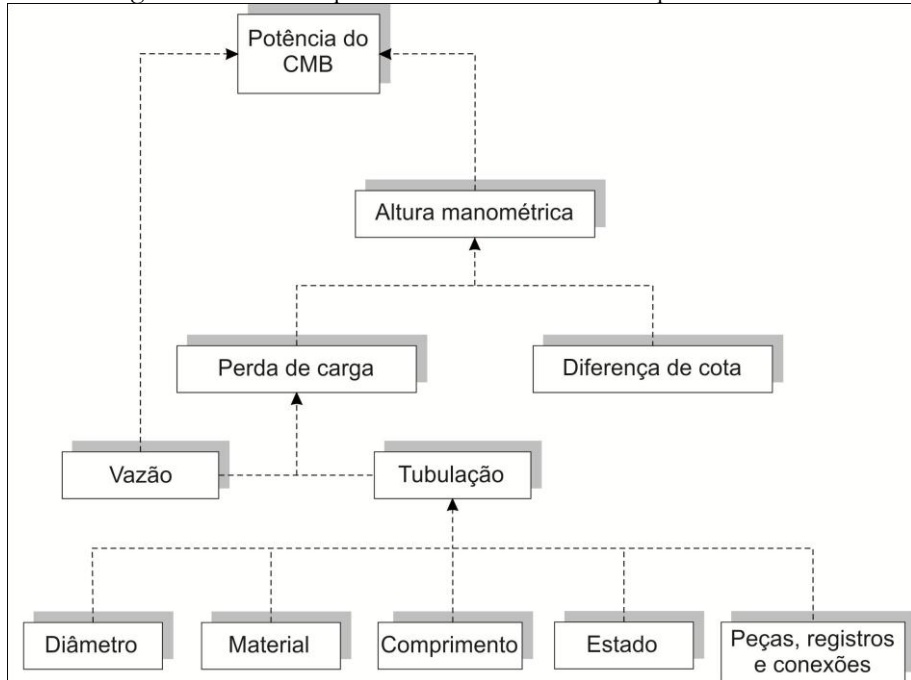 Potência do
CMB
Altura manométrica
Perda de carga
Diferença de cota
Vazão
Tubulação
Diâmetro
Material
Comprimento
Estado
Peças, registros
e conexões